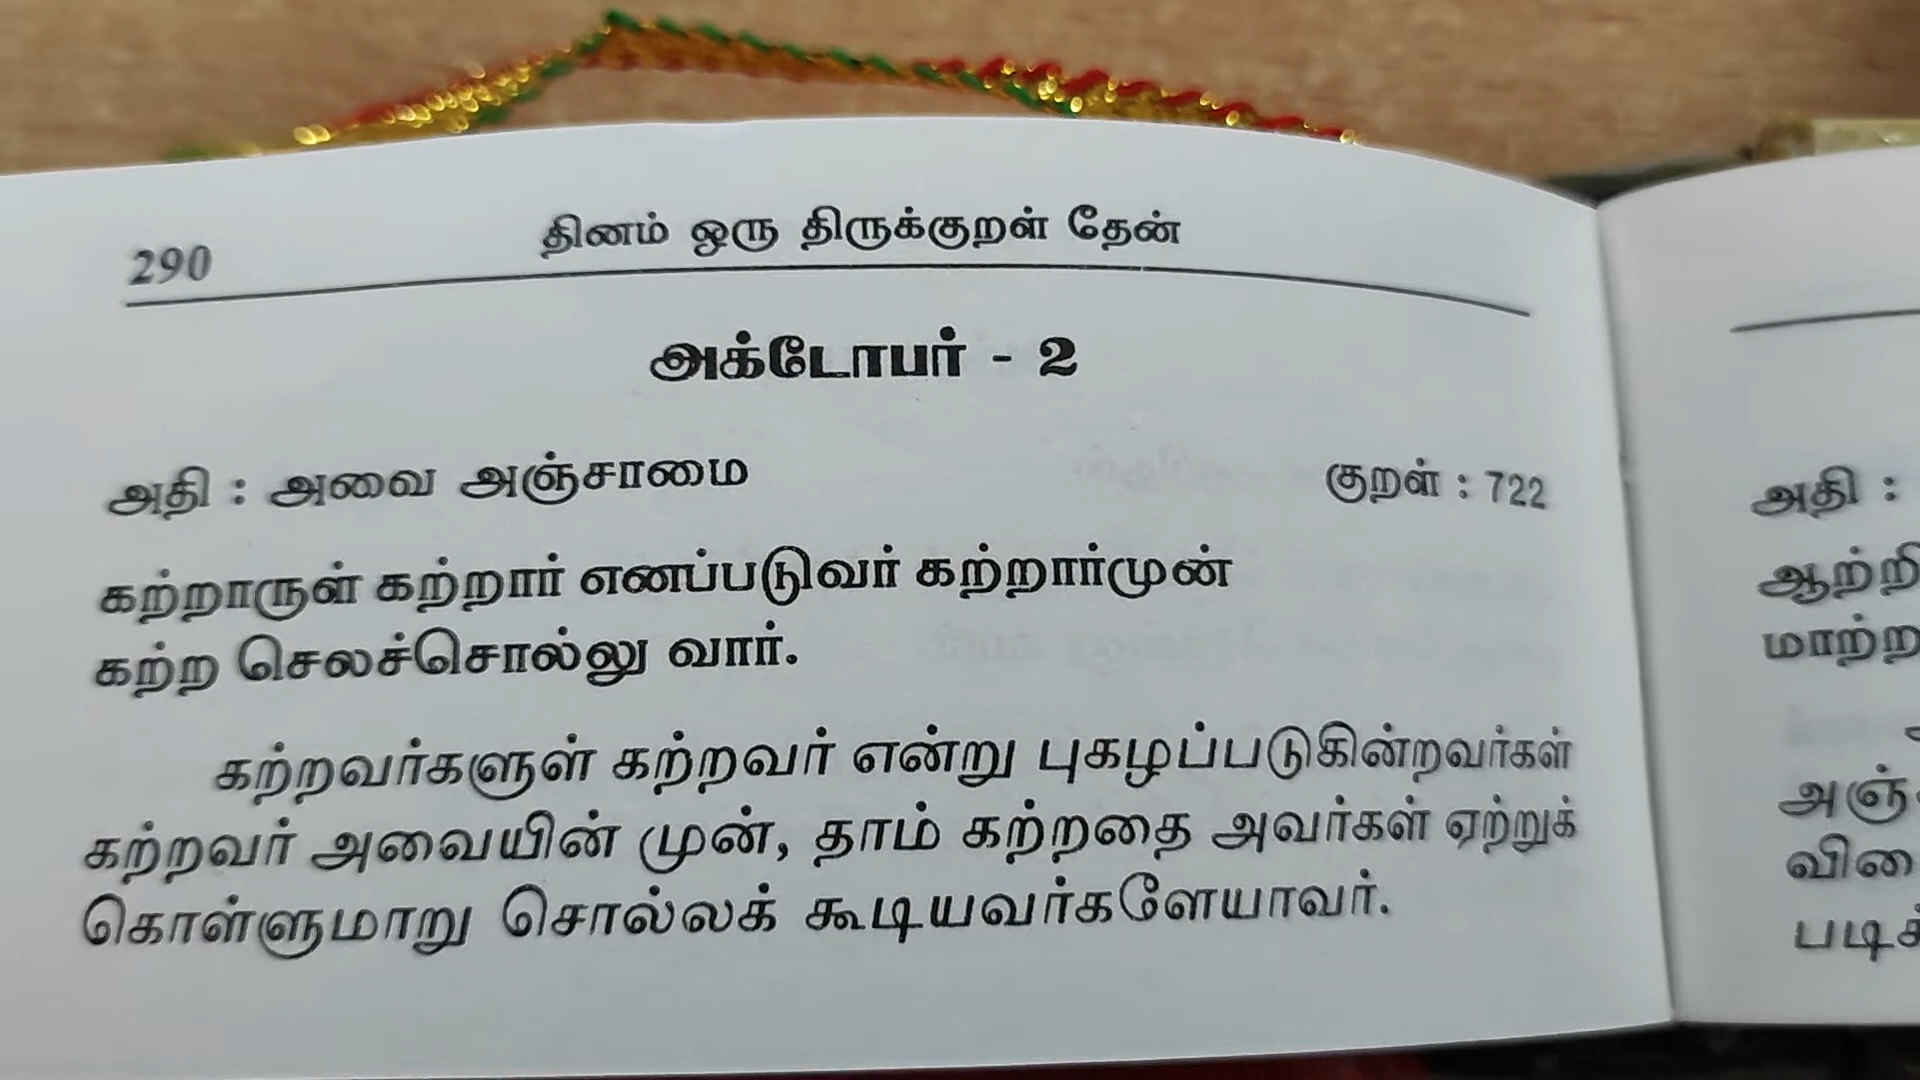 290
தினம் ஒரு திருக்குறள் தேன்
அக்டோபர் - 2
அதி : அவை அஞ்சாமை
குறள் : 722
கற்றாருள் கற்றார் எனப்படுவர் கற்றார்முன்
கற்ற செலச்சொல்லு வார்.
கற்றவர்களுள் கற்றவர் என்று புகழப்படுகின்றவர்கள்
கற்றவர் அவையின் முன், தாம் கற்றதை அவர்கள் ஏற்றுக்
கொள்ளுமாறு சொல்லக் கூடியவர்களேயாவர்.
அதி :